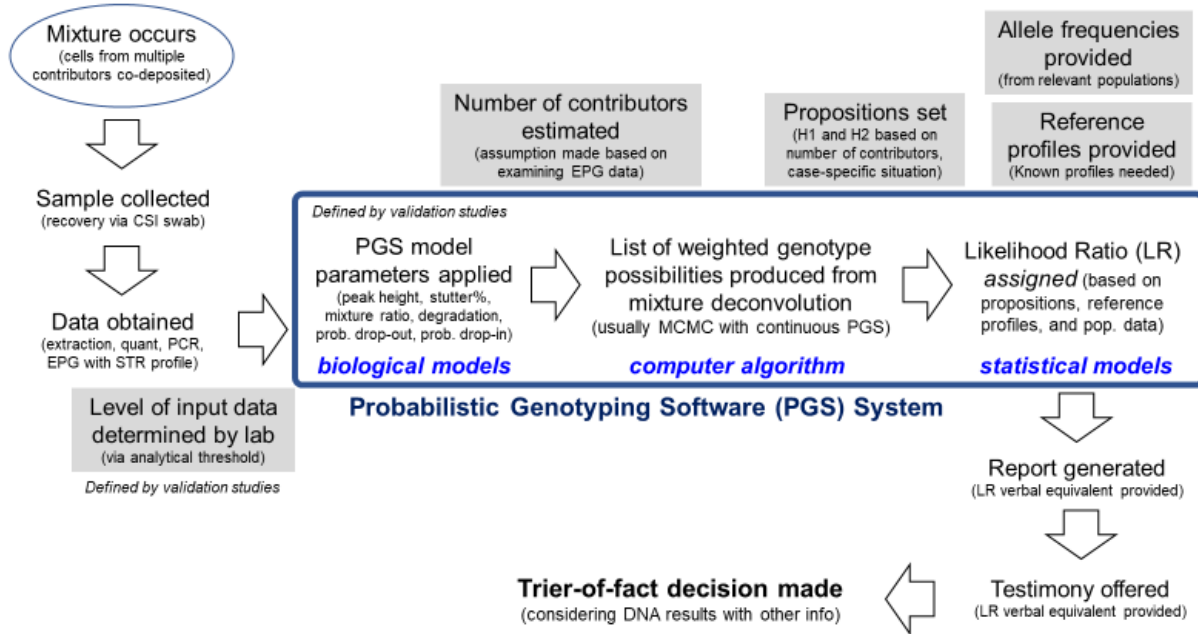 Mixture occurs
(cells from multiple
contributors co-deposited)
Sample collected
(recovery via CSI swab)
Data obtained
(extraction, quant, PCR,
EPG with STR profile)
Level of input data
determined by lab
(via analytical threshold)
Defined by validation studies
Number of contributors
estimated
(assumption made based on
examining EPG data)
Propositions set
(H1 and H2 based on
number of contributors,
case-specific situation)
Allele frequencies
provided
(from relevant populations)
Reference
profiles provided
(Known profiles needed)
Defined by validation studies
PGS model
parameters applied
(peak height, stutter%,
mixture ratio, degradation,
prob. drop-out, prob. drop-in)
biological models
List of weighted genotype
possibilities produced from
mixture deconvolution
(usually MCMC with continuous PGS)
computer algorithm
Likelihood Ratio (LR)
assigned (based on
propositions, reference
profiles, and pop. data)
statistical models
Probabilistic Genotyping Software (PGS) System
Report generated
(LR verbal equivalent provided)
Testimony offered
(LR verbal equivalent provided)
Trier-of-fact decision made
(considering DNA results with other info)